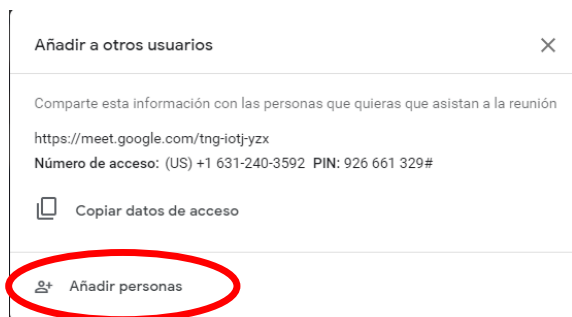 Añadir a otros usuarios
Comparte esta información con las personas que quieras que asistan a la reunión
https://meet.google.com/tng-iotj-yzx
Número de acceso: (US) +1 631-240-3592 PIN: 926 661 329#
Copiar datos de acceso
Añadir personas